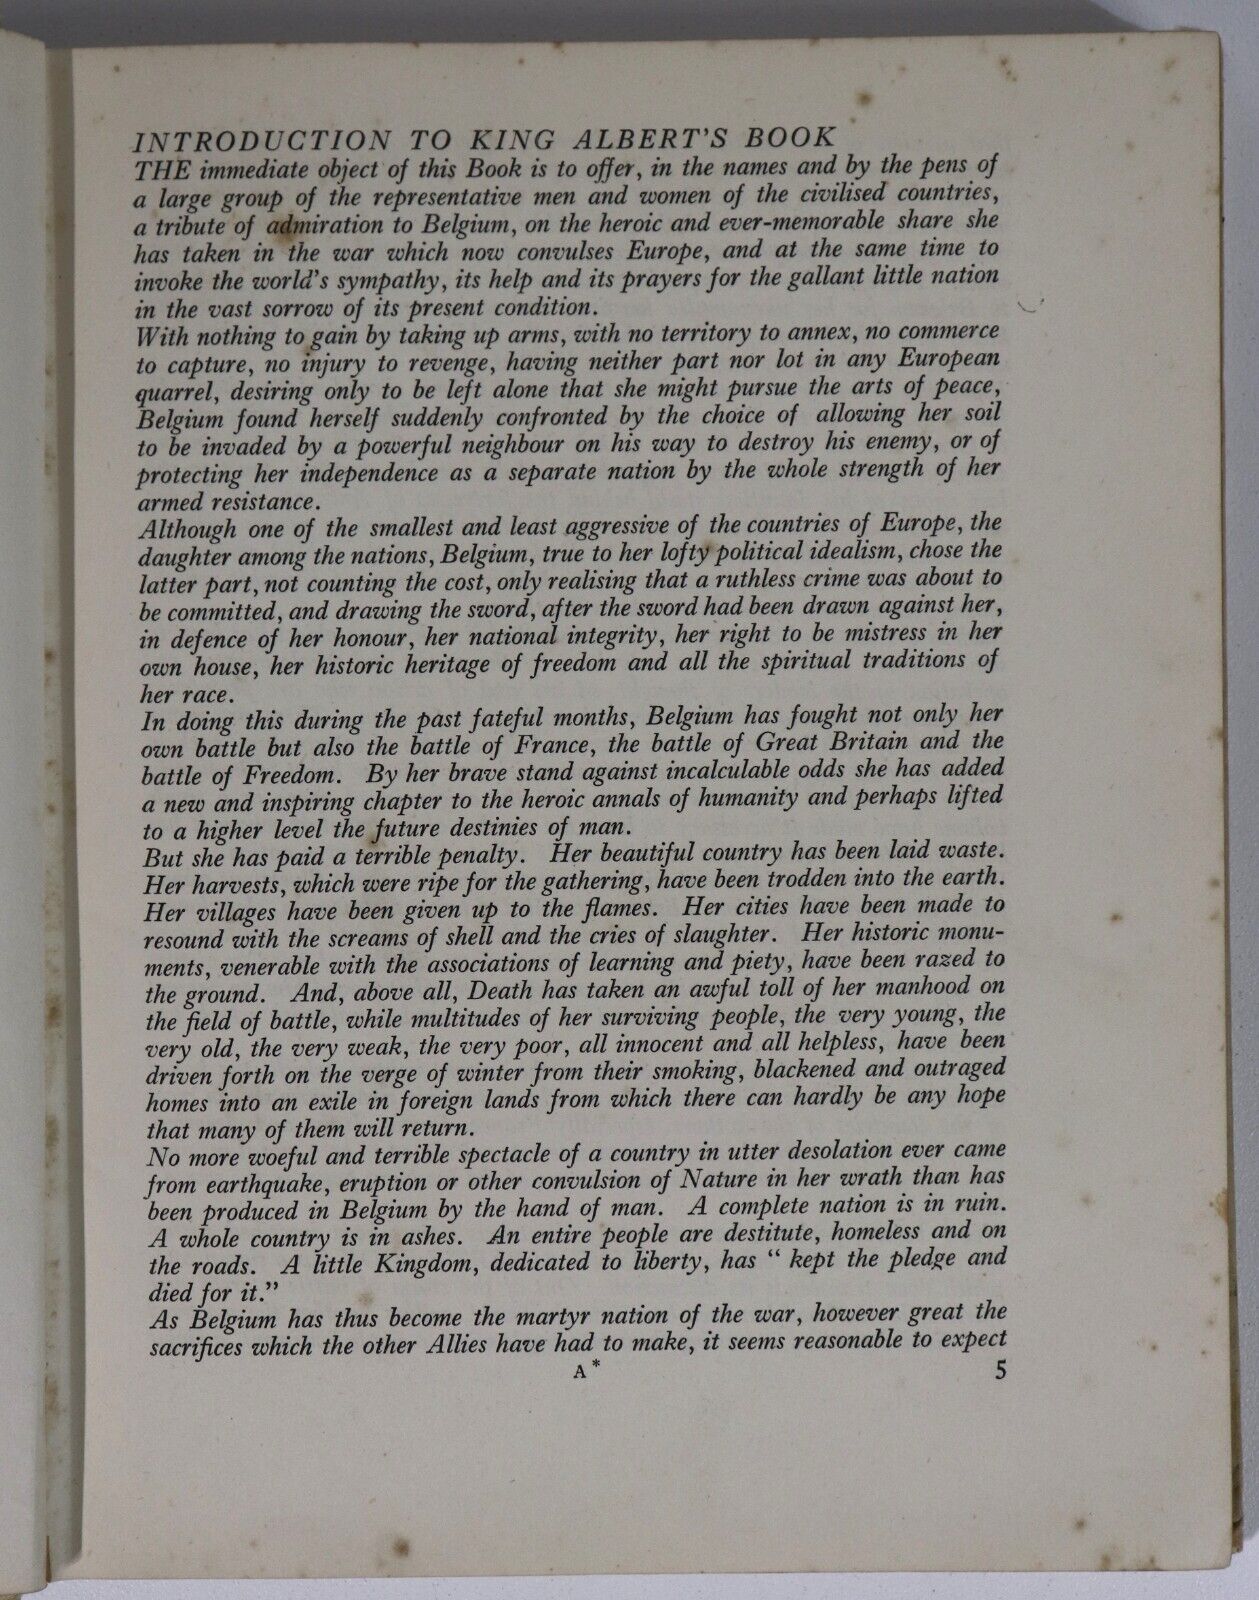 INTRODUCTION TO KING ALBERT'S BOOK
THE immediate object of this Book is to offer, in the names and by the pens of
a large group of the representative men and women of the civilised countries,
a tribute of admiration to Belgium, on the heroic and ever-memorable share she
has taken in the war which now convulses Europe, and at the same time to
invoke the world's sympathy, its help and its prayers for the gallant little nation
in the vast sorrow of its present condition.
With nothing to gain by taking up arms, with no territory to annex, no commerce
to capture, no injury to revenge, having neither part nor lot in any European
quarrel, desiring only to be left alone that she might pursue the arts of peace,
Belgium found herself suddenly confronted by the choice of allowing her soil
to be invaded by a powerful neighbour on his way to destroy his enemy, or of
protecting her independence as a separate nation by the whole strength of her
armed resistance.
Although one of the smallest and least aggressive of the countries of Europe, the
daughter among the nations, Belgium, true to her lofty political idealism, chose the
latter part, not counting the cost, only realising that a ruthless crime was about to
be committed, and drawing the sword, after the sword had been drawn against her,
in defence of her honour, her national integrity, her right to be mistress in her
own house, her historic heritage of freedom and all the spiritual traditions of
her race.
In doing this during the past fateful months, Belgium has fought not only her
own battle but also the battle of France, the battle of Great Britain and the
battle of Freedom. By her brave stand against incalculable odds she has added
a new and inspiring chapter to the heroic annals of humanity and perhaps lifted
to a higher level the future destinies of man.
But she has paid a terrible penalty. Her beautiful country has been laid waste.
Her harvests, which were ripe for the gathering, have been trodden into the earth.
Her villages have been given up to the flames. Her cities have been made to
resound with the screams of shell and the cries of slaughter. Her historic monu-
ments, venerable with the associations of learning and piety, have been razed to
the ground. And, above all, Death has taken an awful toll of her manhood on
the field of battle, while multitudes of her surviving people, the very young, the
very old, the very weak, the very poor, all innocent and all helpless, have been
driven forth on the verge of winter from their smoking, blackened and outraged
homes into an exile in foreign lands from which there can hardly be any hope
that many of them will return.
No more woeful and terrible spectacle of a country in utter desolation ever came
from earthquake, eruption or other convulsion of Nature in her wrath than has
been produced in Belgium by the hand of man. A complete nation is in ruin.
A whole country is in ashes. An entire people are destitute, homeless and on
the roads. A little Kingdom, dedicated to liberty, has " kept the pledge and
died for it."
As Belgium has thus become the martyr nation of the war, however great the
sacrifices which the other Allies have had to make, it seems reasonable to expect
A* 5